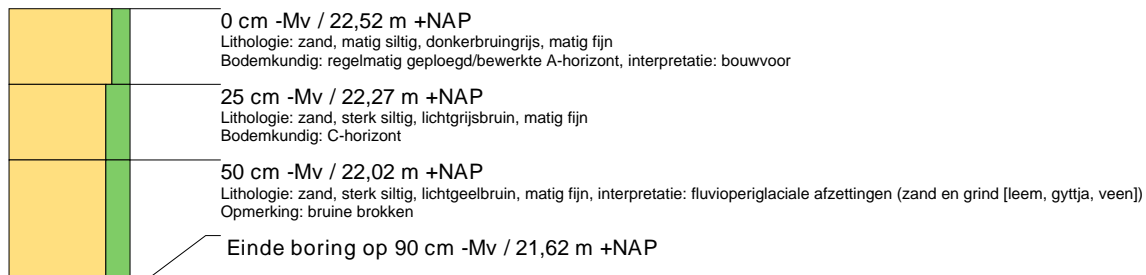 0 cm -Mv / 22,52 m +NAP
Lithologie: zand, matig siltig, donkerbruingrijs, matig fijn
Bodemkundig: regelmatig geploegd/bewerkte A-horizont, interpretatie: bouwvoor
25 cm -Mv / 22,27 m +NAP
Lithologie: zand, sterk siltig, lichtgrijsbruin, matig fijn
Bodemkundig: C-horizont
50 cm -Mv / 22,02 m +NAP
Lithologie: zand, sterk siltig, lichtgeelbruin, matig fijn, interpretatie: fluvioperiglaciale afzettingen (zand en grind [leem, gyttja, veen])
Opmerking: bruine brokken
Einde boring op 90 cm -Mv / 21,62 m +NAP